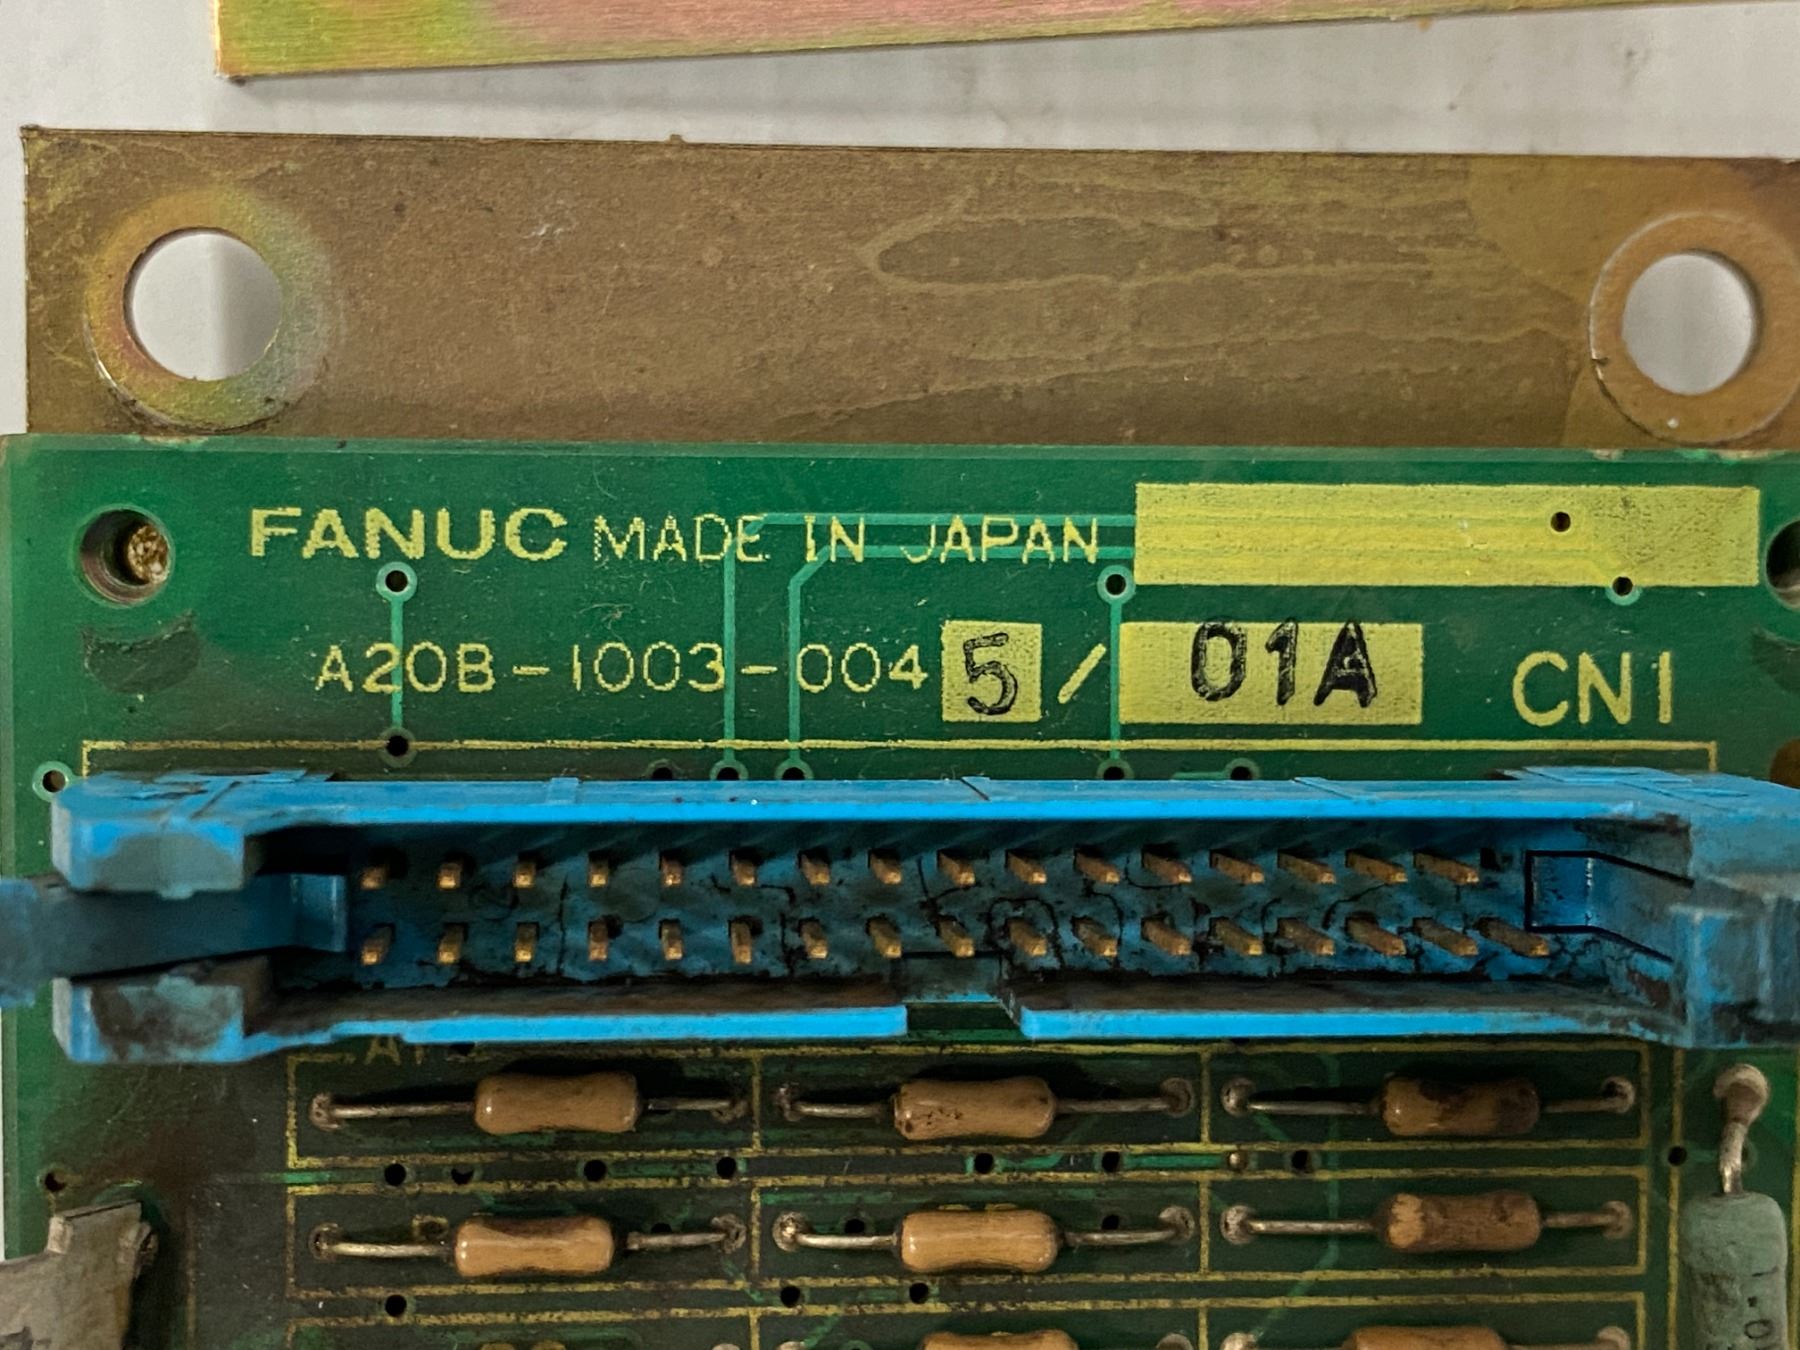 FANUC MADE IN JAPAN
A20B-1003-0045/01A CN1